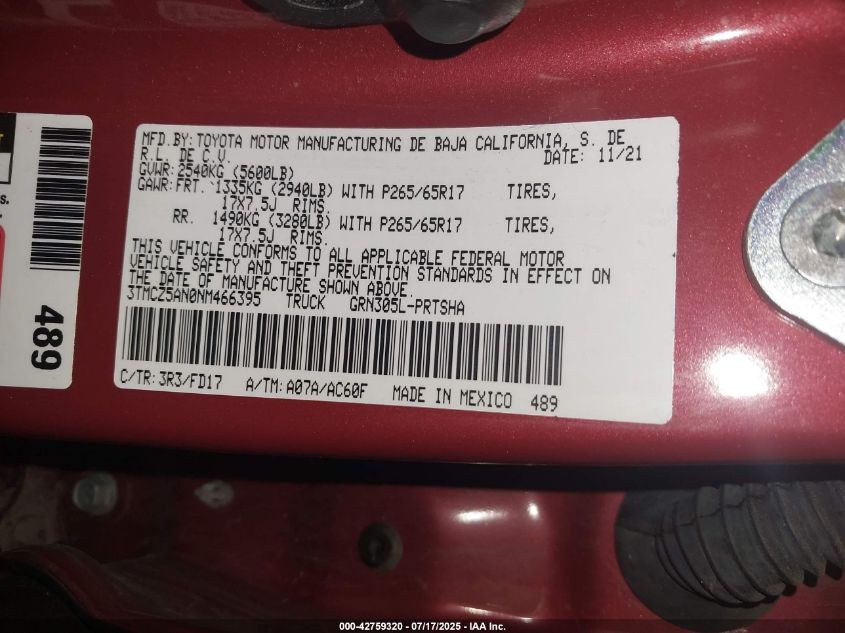 MFD.BY:TOYOTA MOTOR MANUFACTURING DE BAJA CALIFORNIA, S. DE
R.L. DE C.V. DATE: 11/21
GVWR:2540KG (5600LB)
GAWR:FRT. 1335KG (2940LB) WITH P265/65R17 TIRES,
17X7.5J RIMS.
RR. 1490KG (3280LB) WITH P265/65R17 TIRES,
17X7.5J RIMS.
THIS VEHICLE CONFORMS TO ALL APPLICABLE FEDERAL MOTOR
VEHICLE SAFETY AND THEFT PREVENTION STANDARDS IN EFFECT ON
THE DATE OF MANUFACTURE SHOWN ABOVE.
3TMCZ5AN0NM466395 TRUCK GRN305L-PRTSHA
C/TR:3R3/FD17 A/TM:A07A/AC60F MADE IN MEXICO 489
489
000-42759320 / 07/17/2025 - IAA Inc.